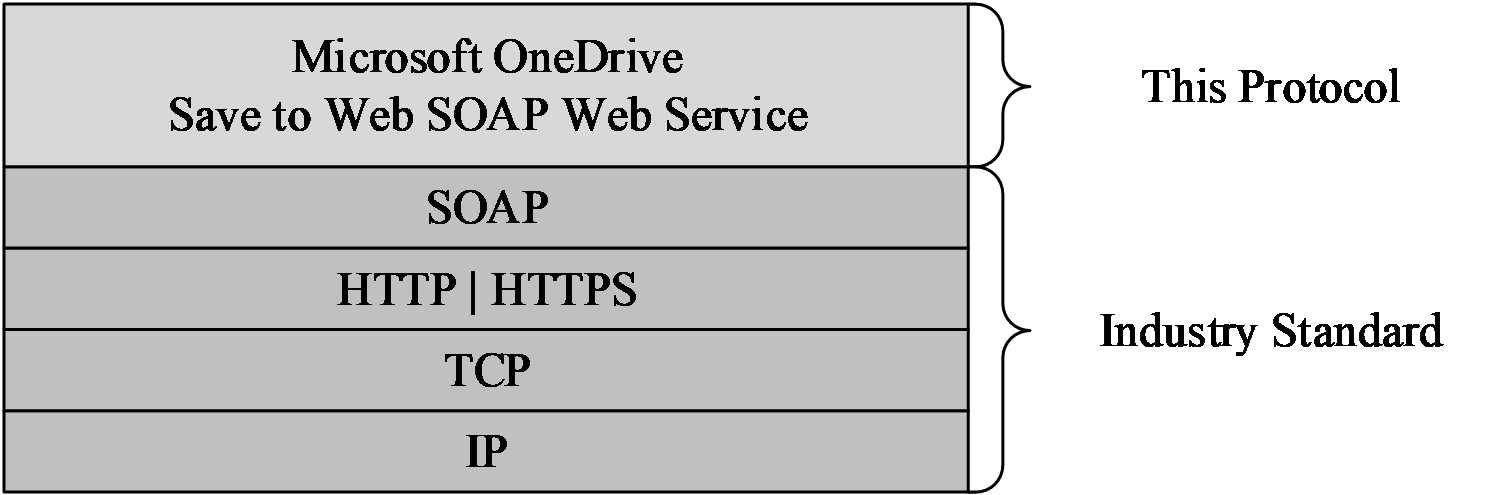 Microsoft OneDrive
Save to Web SOAP Web Service
This Protocol
SOAP
HTTP | HTTPS
TCP
IP
Industry Standard